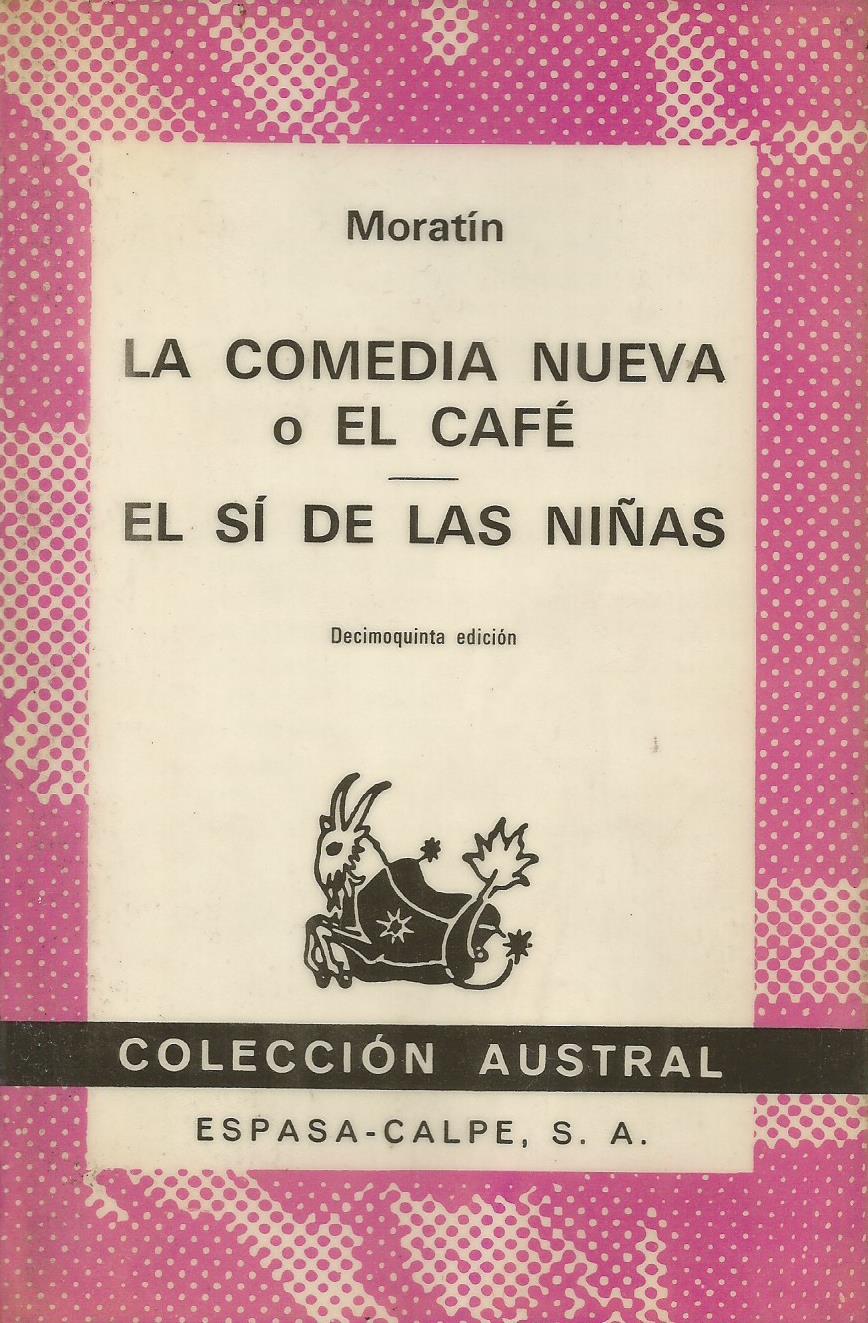 Moratín
LA COMEDIA NUEVA
o EL CAFÉ
EL SÍ DE LAS NIÑAS
Decimoquinta edición
COLECCIÓN AUSTRAL
ESPASA-CALPE, S. A.